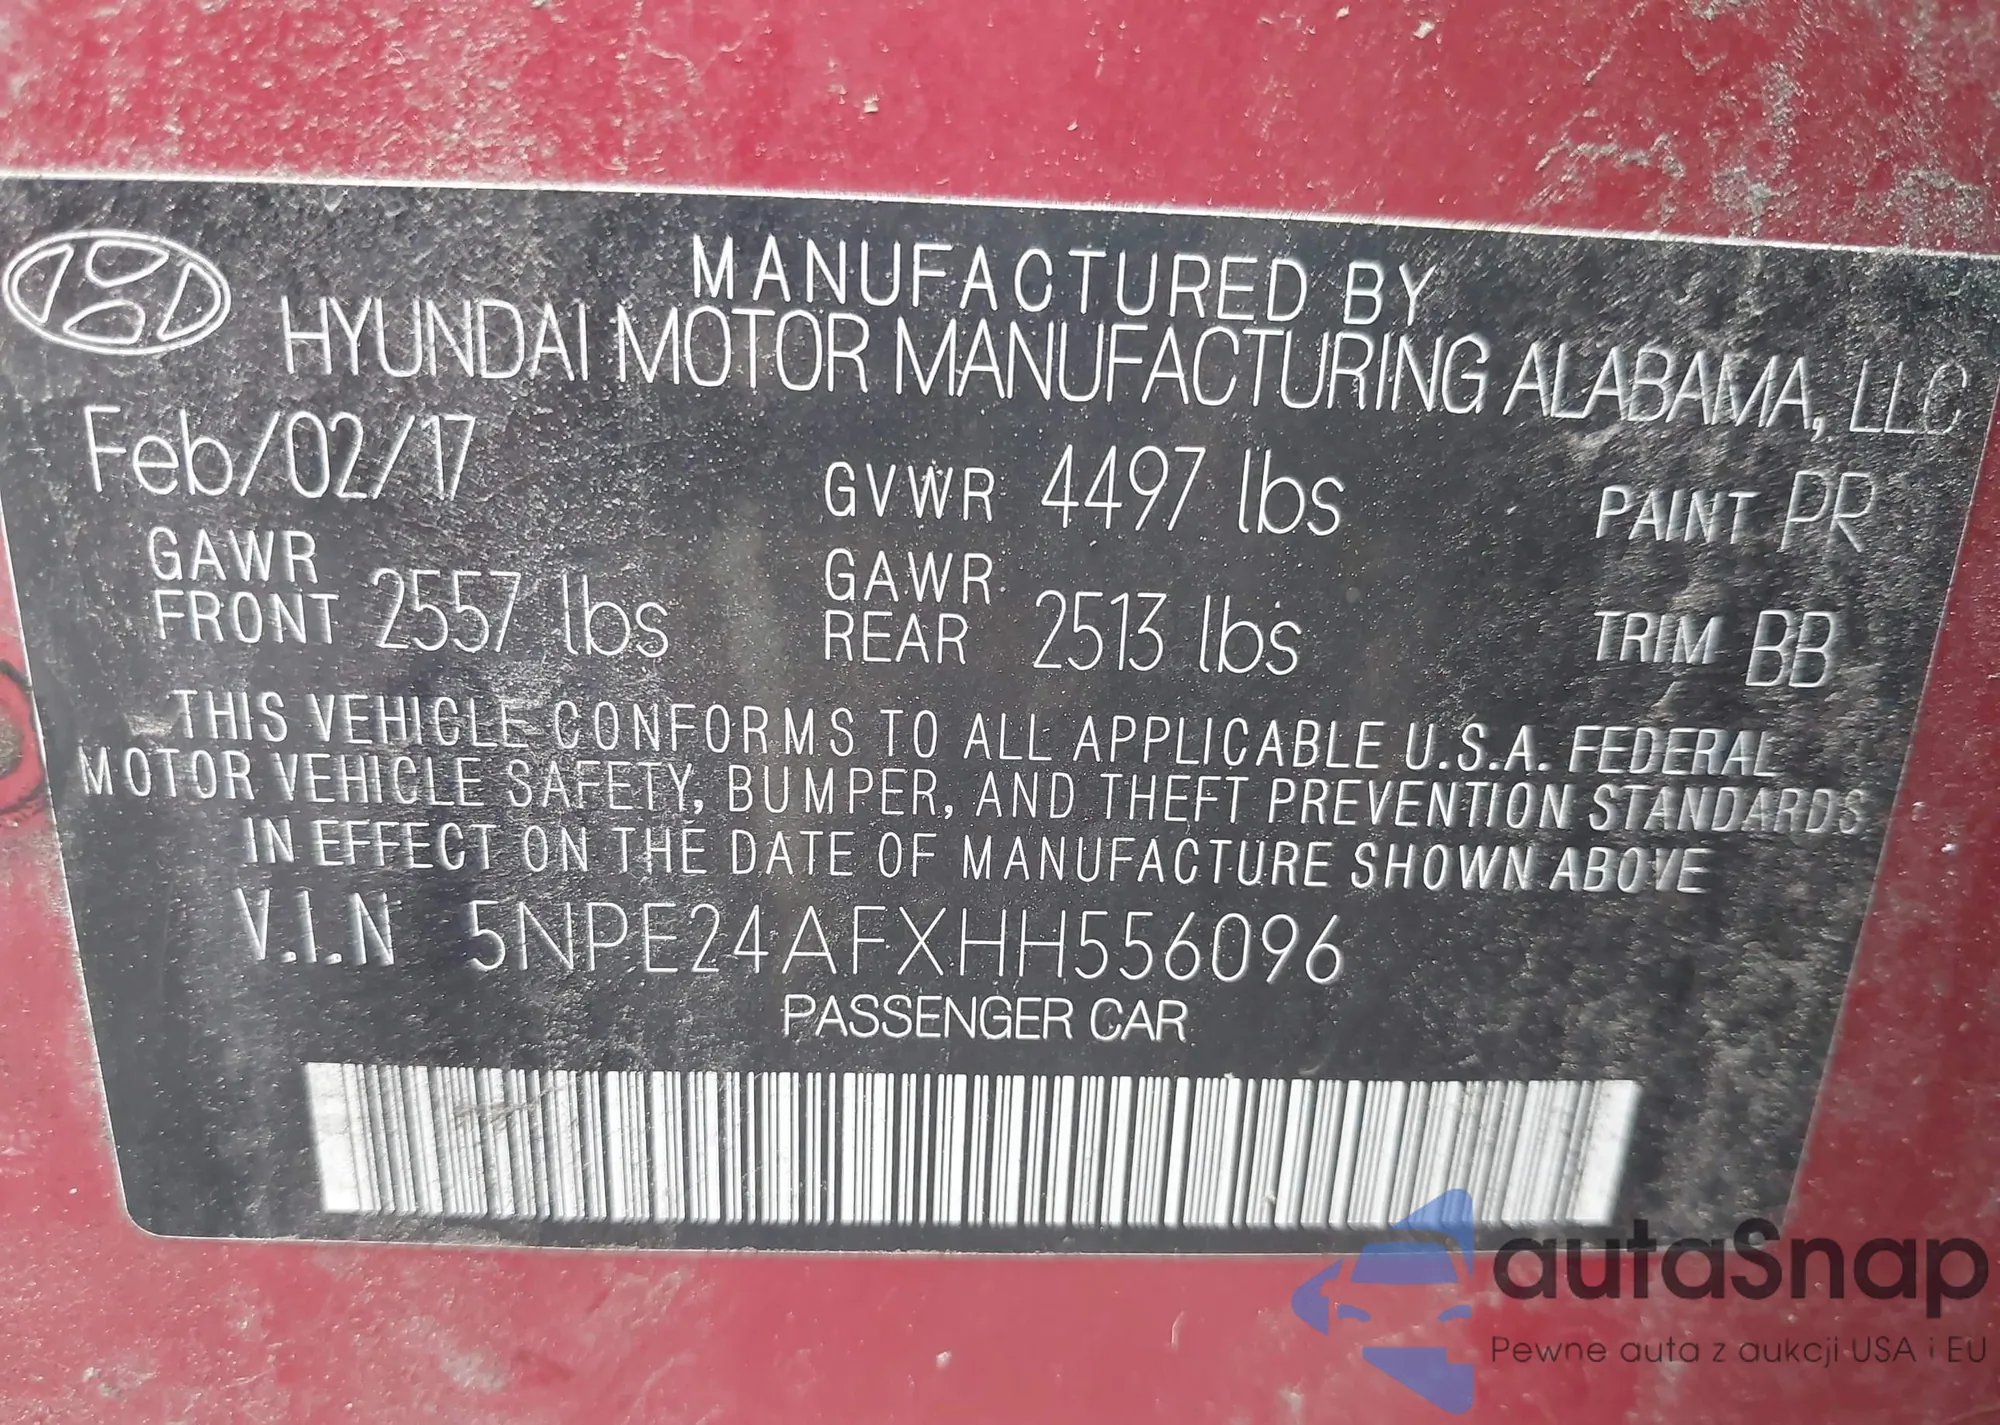 MANUFACTURED BY
HYUNDAI MOTOR MANUFACTURING ALABAMA, LLC
Feb/02/17 GVWR 4497 lbs PAINT PR
GAWR FRONT 2557 lbs GAWR REAR 2513 lbs TRIM BB
THIS VEHICLE CONFORMS TO ALL APPLICABLE U.S.A. FEDERAL
MOTOR VEHICLE SAFETY, BUMPER, AND THEFT PREVENTION STANDARDS
IN EFFECT ON THE DATE OF MANUFACTURE SHOWN ABOVE
V.I.N 5NPE24AFXHH556096
PASSENGER CAR
autaSnap
Pewne auta z aukcji USA i EU